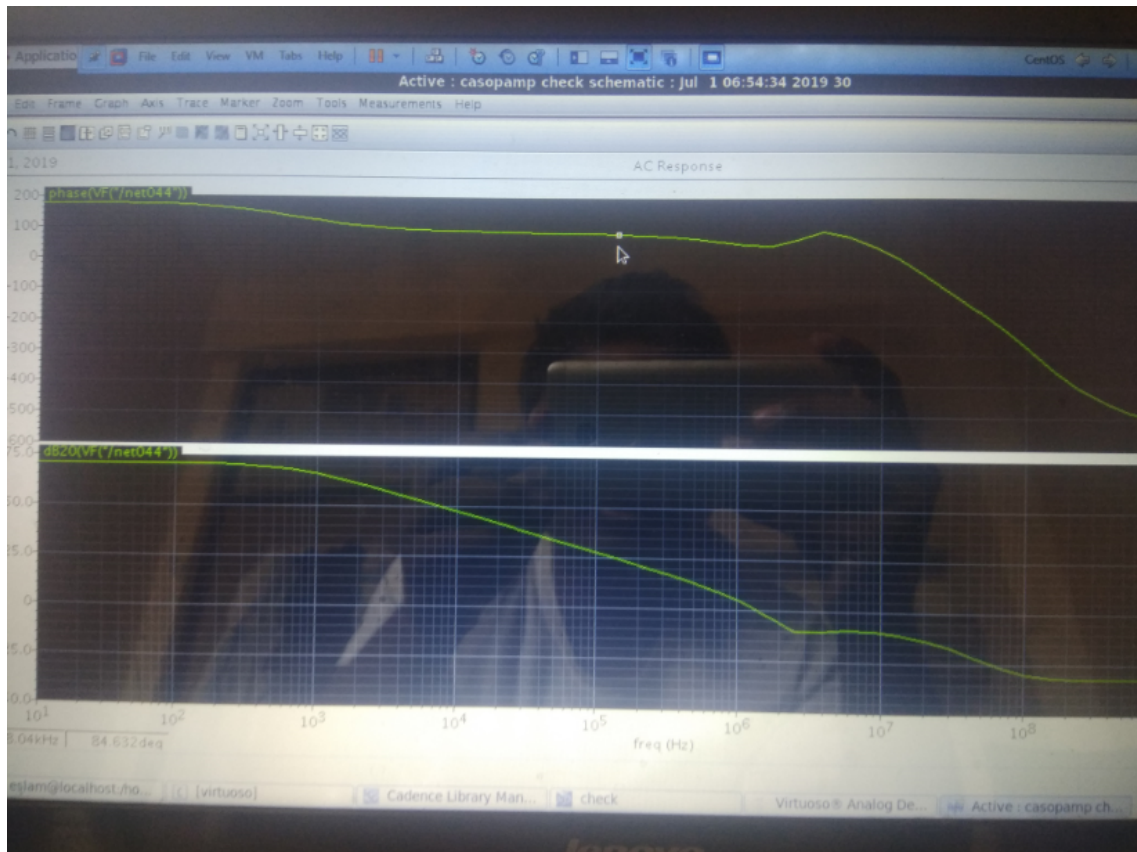 Applicatio File Edit View VM Tabs Help CentOS
Active : casopamp check schematic : Jul 1 06:54:34 2019 30
Edit Frame Graph Axis Trace Marker Zoom Tools Measurements Help
1, 2019 AC Response
phase(VF("/net044"))
200
100
0
-100
-200
-300
-400
500
600
75.0
dB20(VF("/net044"))
50.0
25.0
0
25.0
0.0
10¹ 10² 10³ 10⁴ 10⁵ 10⁶ 10⁷ 10⁸
freq (Hz)
8.04kHz 84.632deg
eslam@localhost:/ho... [virtuoso] Cadence Library Man... check Virtuoso® Analog De... Active : casopamp ch...
lenovo